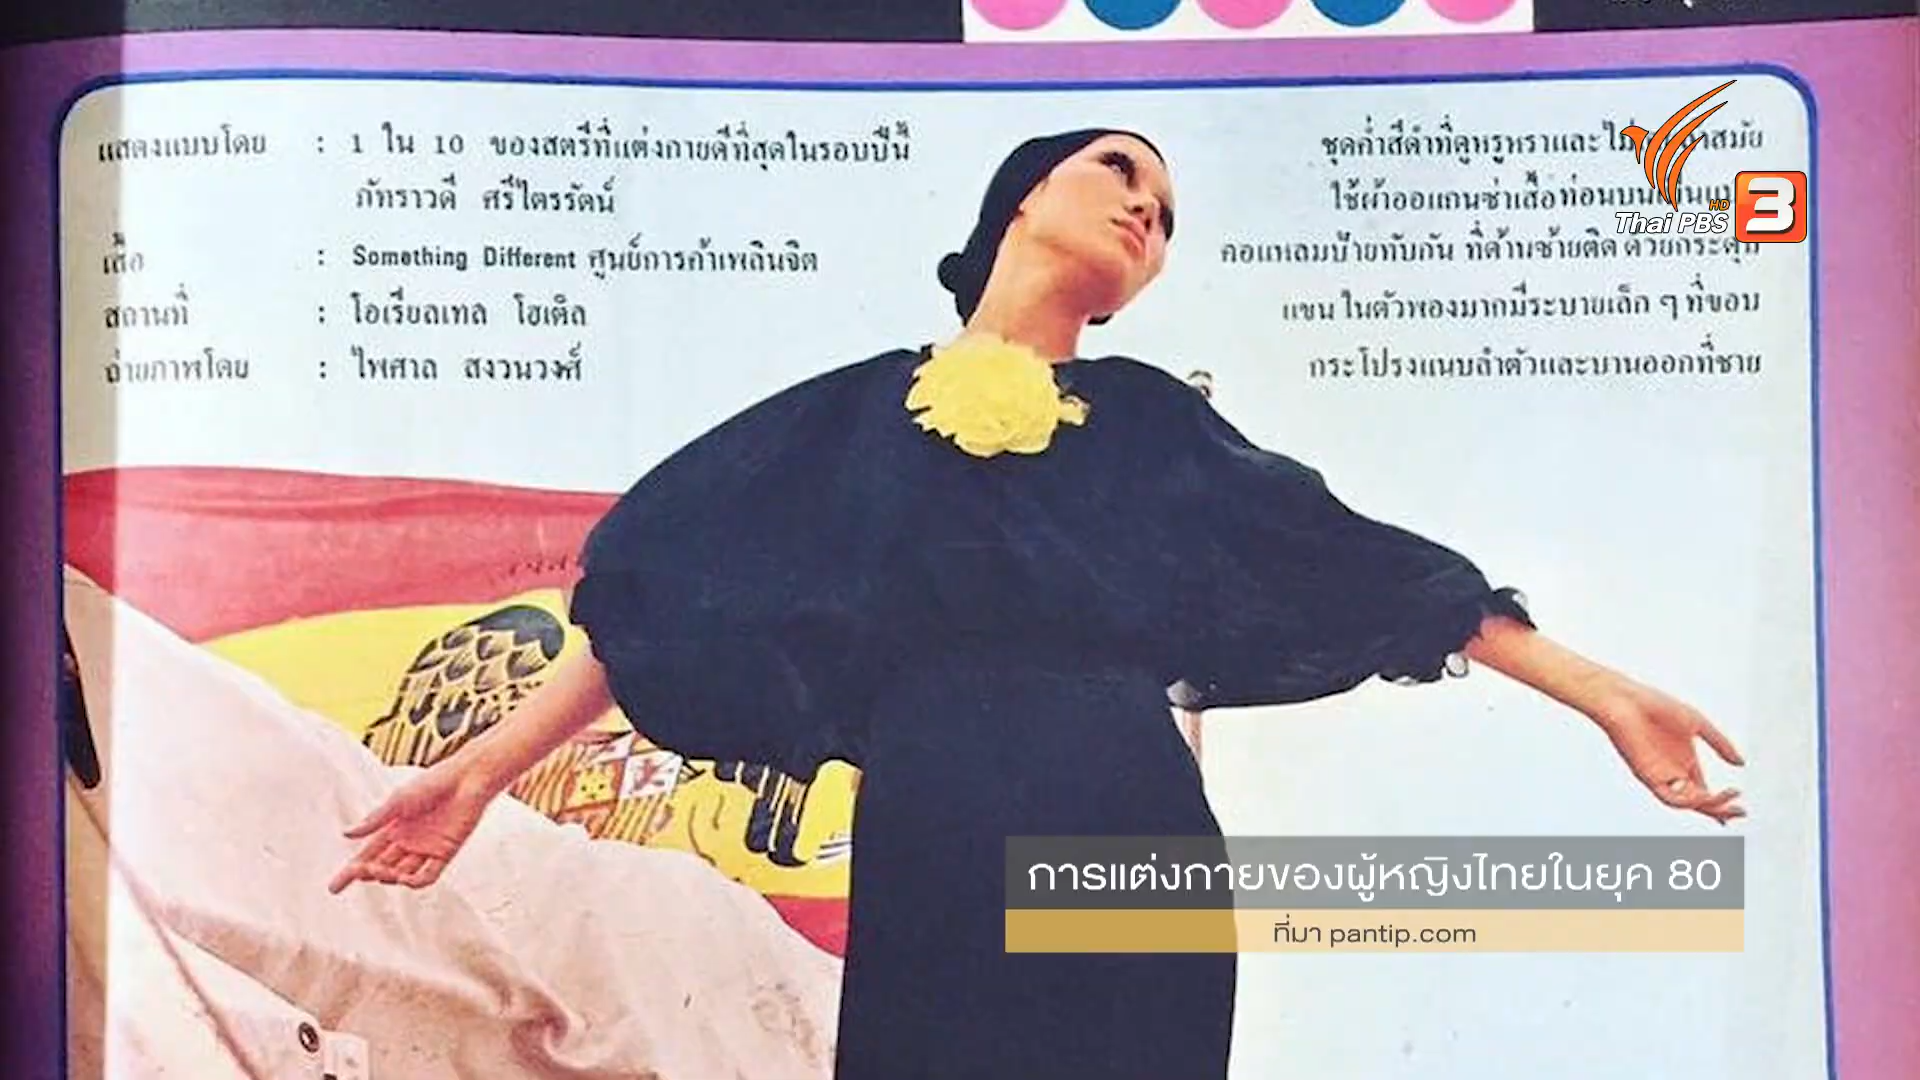 แสดงแบบโดย : 1 ใน 10 ของสตรีที่แต่งกายดีที่สุดในรอบปีนี้
ภัทราวดี ศรีไตรรัตน์
เสื้อ : Something Different ศูนย์การค้าเพลินจิต
สถานที่ : โอเรียลเทล โฮเต็ล
ถ่ายภาพโดย : ไพศาล สงวนวงศ์
ชุดค่ำสีดำที่ดูหรูหราและไม่ สมัย
ใช้ผ้าออแกนซ่าเสื้อท่อนบน
คอแหลมป้ายทับกัน ที่ด้านซ้ายติดด้วยกระดุม
แขนในตัวพองมากมีระบายเล็ก ๆ ที่ขอบ
กระโปรงแนบลำตัวและบานออกที่ชาย
Thai PBS HD 3
การแต่งกายของผู้หญิงไทยในยุค 80
ที่มา pantip.com